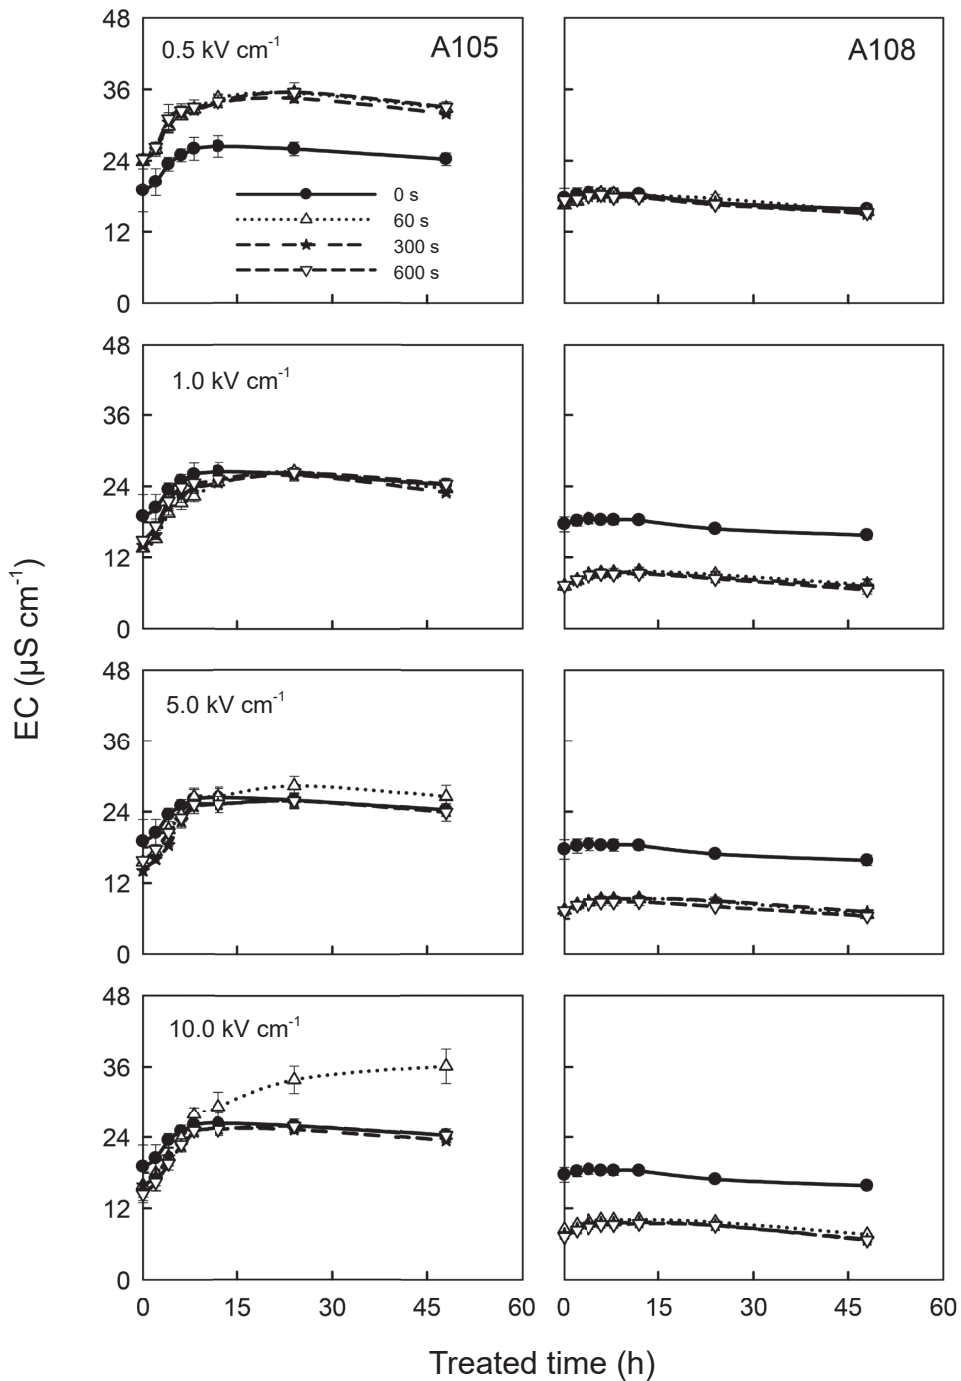 48
36
24
12
0
0.5 kV cm⁻¹
A105
0 s
60 s
300 s
600 s
A108
48
36
24
12
0
1.0 kV cm⁻¹
EC (µS cm⁻¹)
48
36
24
12
0
5.0 kV cm⁻¹
48
36
24
12
0
10.0 kV cm⁻¹
0 15 30 45 60
0 15 30 45 60
Treated time (h)